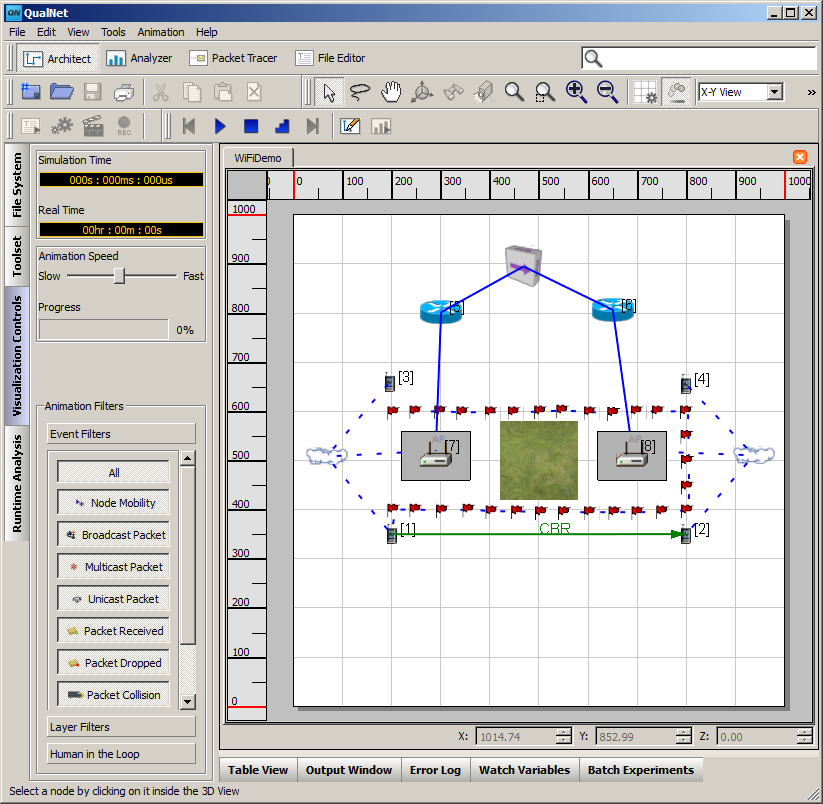 QN QualNet
File Edit View Tools Animation Help
Architect Analyzer Packet Tracer File Editor
X-Y View »
REC
File System
Toolset
Visualization Controls
Runtime Analysis
Simulation Time
000s : 000ms : 000us
Real Time
00hr : 00m : 00s
Animation Speed
Slow Fast
Progress
0%
Animation Filters
Event Filters
All
Node Mobility
Broadcast Packet
Multicast Packet
Unicast Packet
Packet Received
Packet Dropped
Packet Collision
Layer Filters
Human in the Loop
WiFiDemo
0 100 200 300 400 500 600 700 800 900 1000
1000
900
800
700
600
500
400
300
200
100
0
[5] [6]
[3] [4]
AP AP
[7] [8]
[1] CBR [2]
X: 1014.74 Y: 852.99 Z: 0.00
Table View Output Window Error Log Watch Variables Batch Experiments
Select a node by clicking on it inside the 3D View